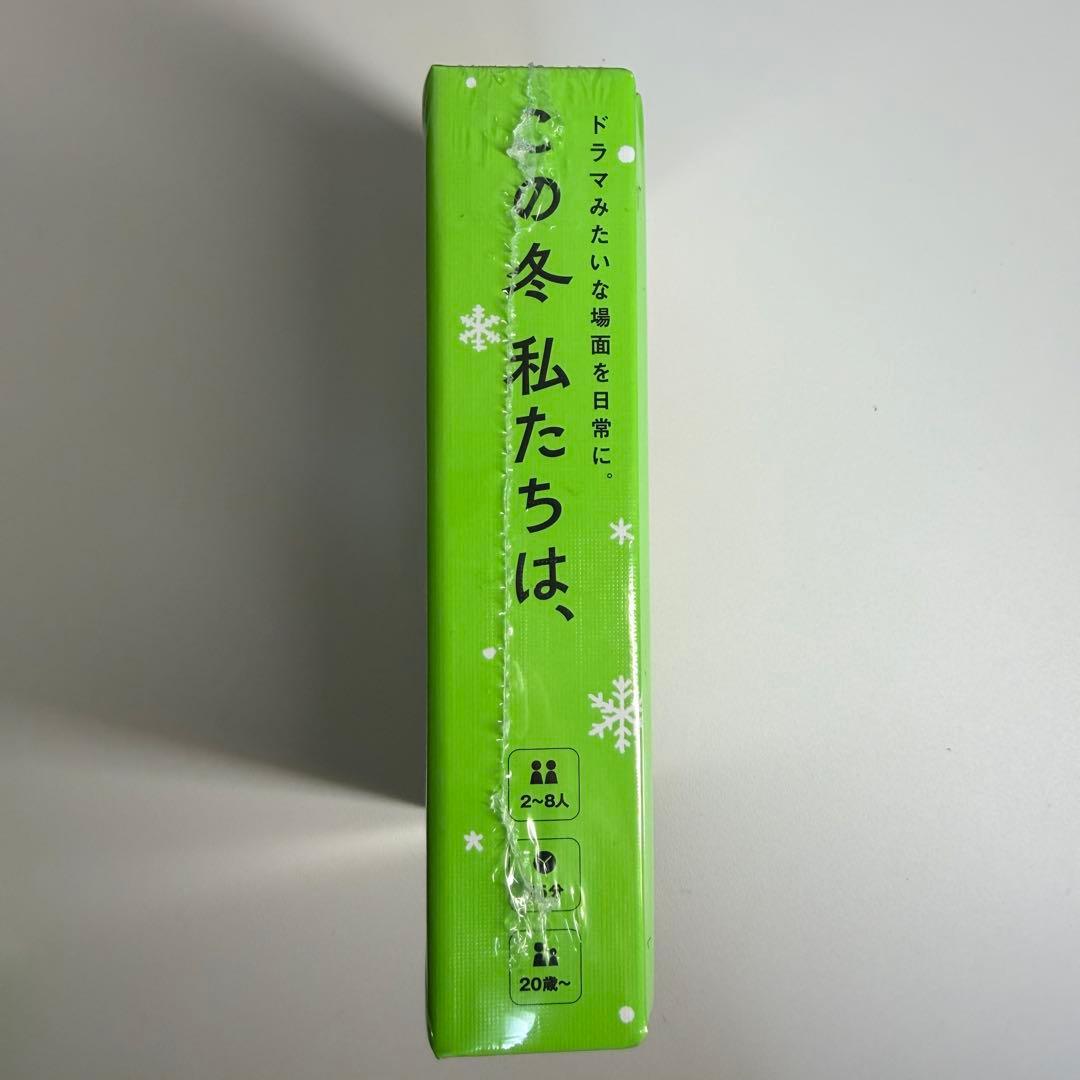 ドラマみたいな場面を日常に。
この冬 私たちは、
2〜8人
20歳〜